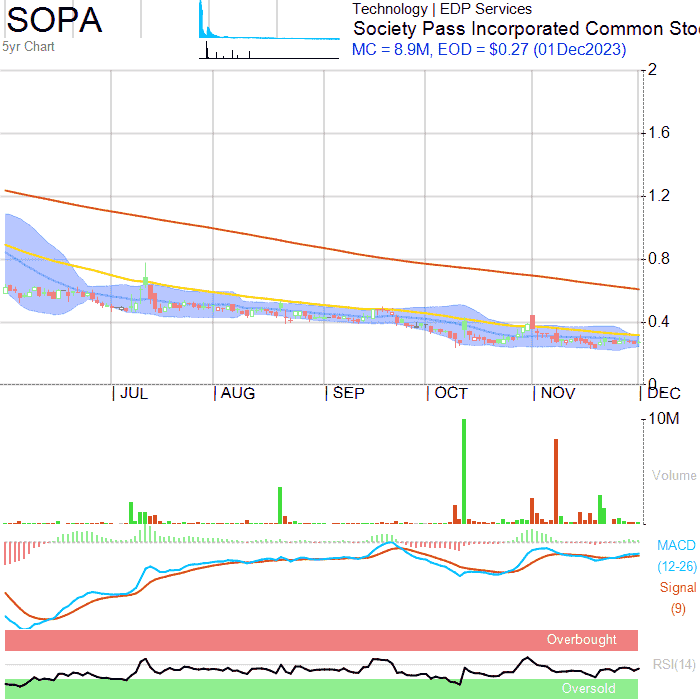 SOPA
5yr Chart
Technology | EDP Services
Society Pass Incorporated Common Sto
MC = 8.9M, EOD = $0.27 (01Dec2023)
2
1.6
1.2
0.8
0.4
0
|JUL |AUG |SEP |OCT |NOV |DEC
10M
Volume
MACD
(12-26)
Signal
(9)
Overbought
RSI(14)
Oversold